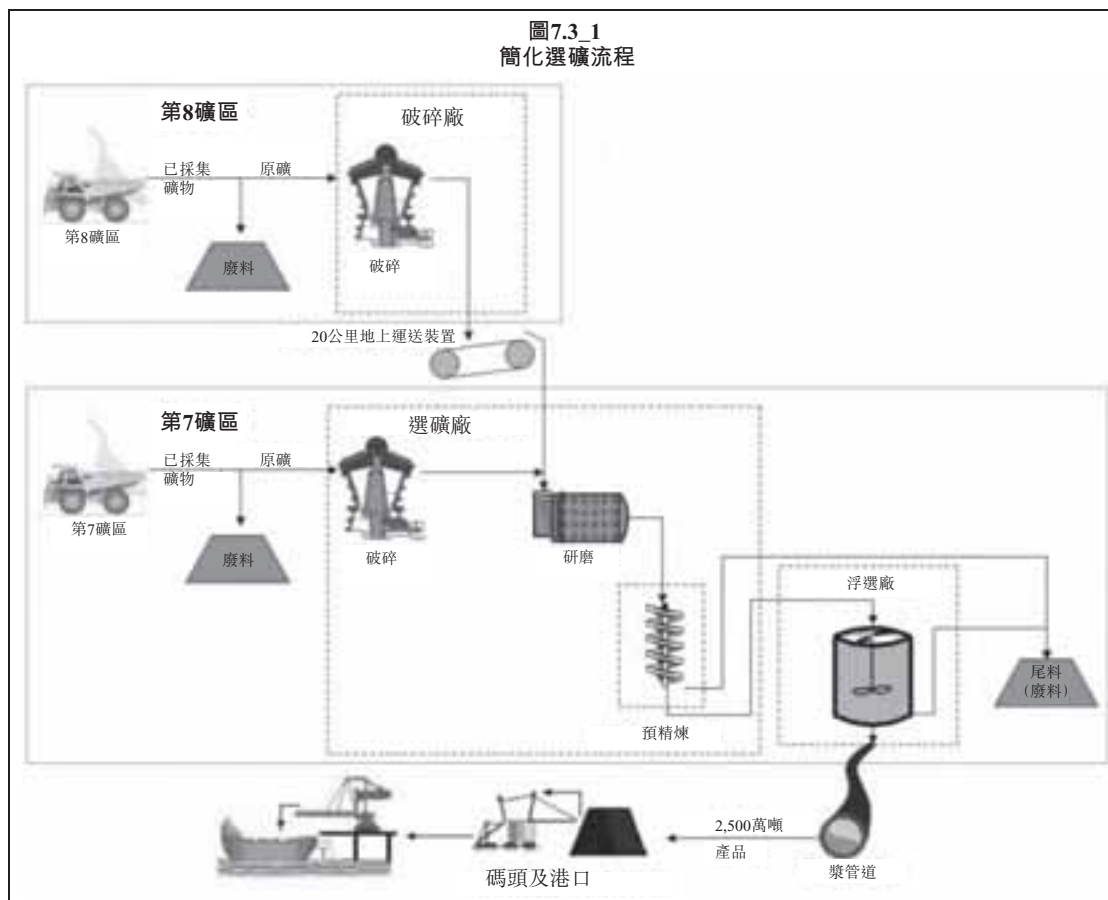 圖7.3_1
簡化選礦流程
第8礦區
破碎廠
已採集
礦物
原礦
第8礦區
廢料
破碎
20公里地上運送裝置
第7礦區
選礦廠
已採集
礦物
原礦
第7礦區
廢料
破碎
研磨
浮選廠
預精煉
尾料
(廢料)
2,500萬噸
產品
漿管道
碼頭及港口